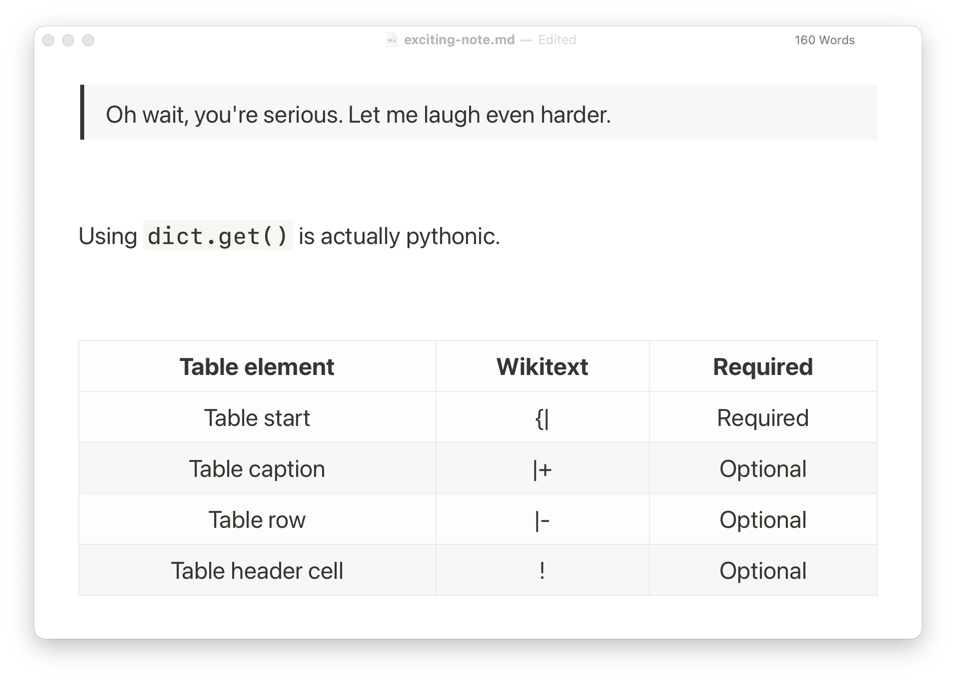 exciting-note.md — Edited
160 Words
Oh wait, you're serious. Let me laugh even harder.
Using dict.get() is actually pythonic.
Table element Wikitext Required
Table start {| Required
Table caption |+ Optional
Table row |- Optional
Table header cell ! Optional